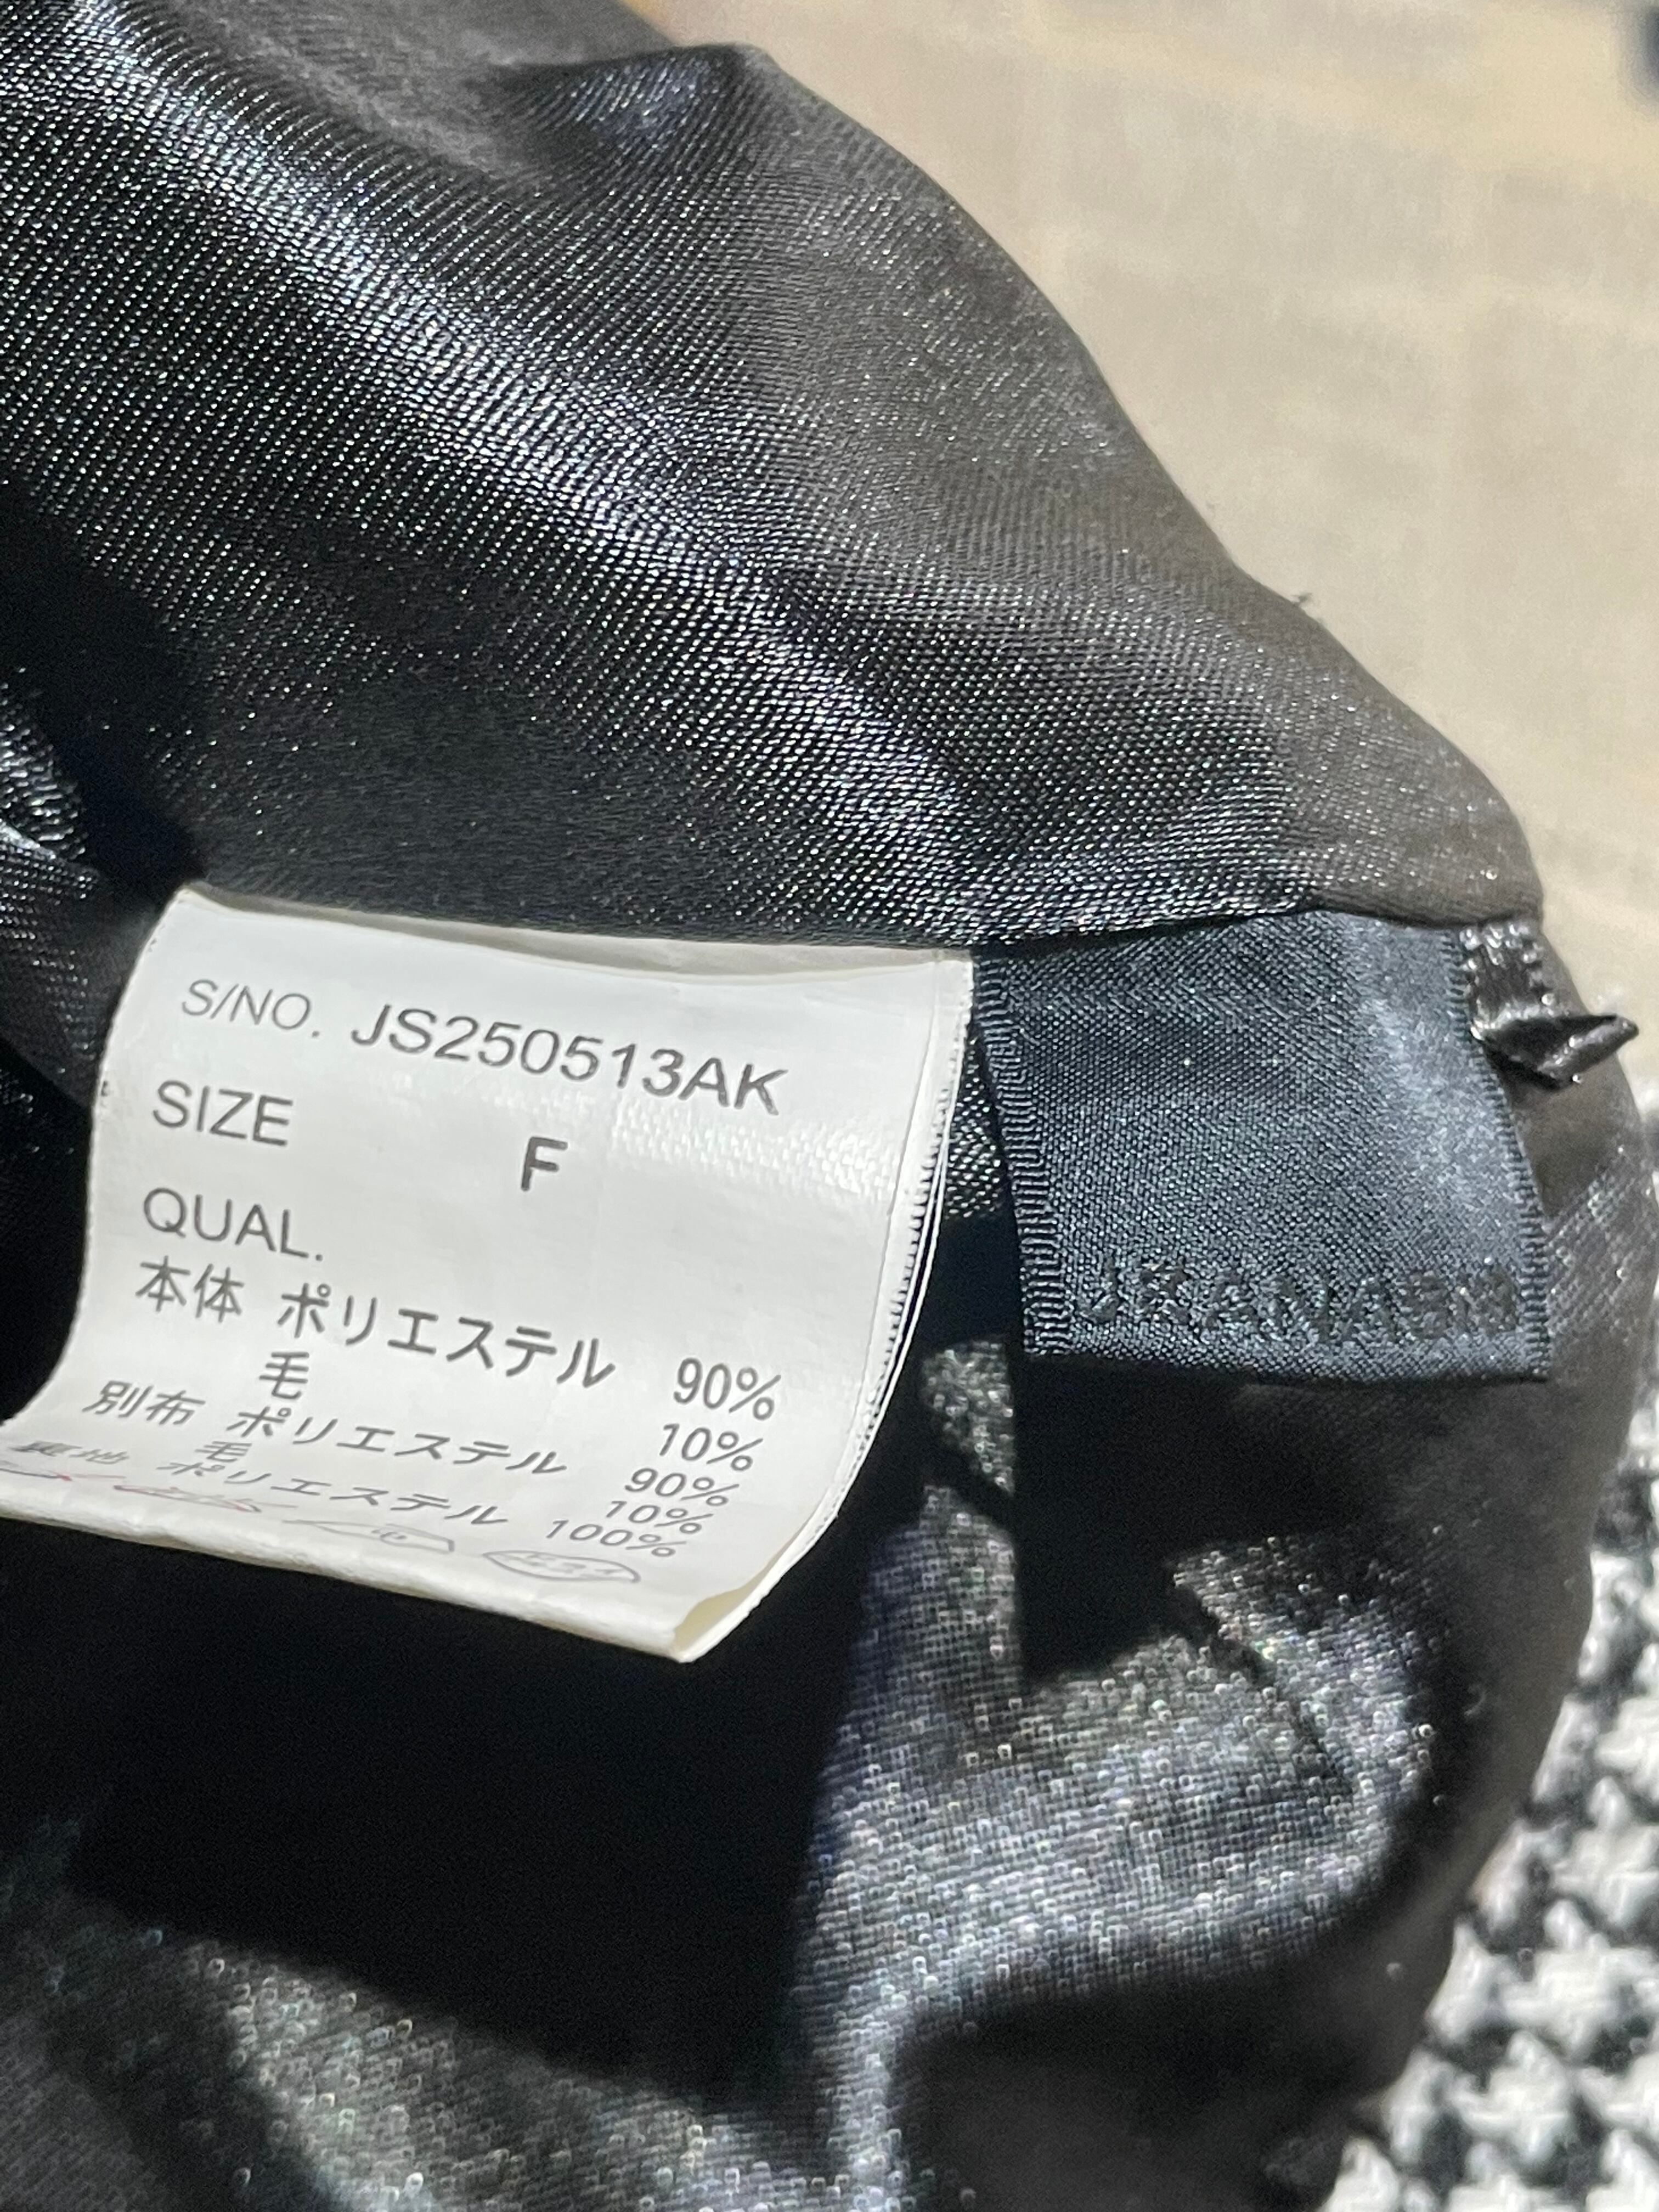 S/NO. JS250513AK
SIZE F
QUAL.
本体 ポリエステル 90%
毛 10%
別布 ポリエステル 90%
毛 10%
裏地 ポリエステル 100%